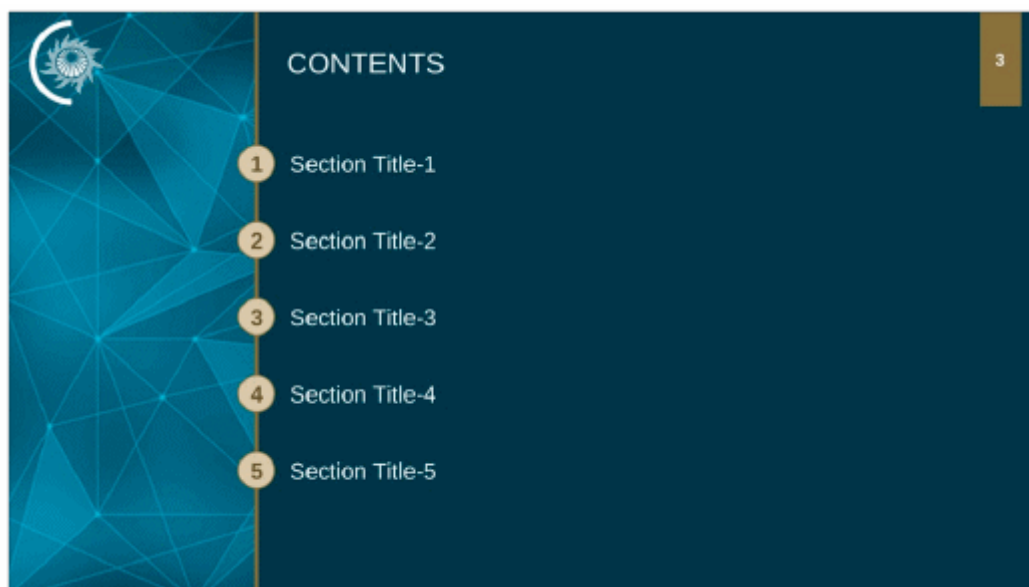 CONTENTS
3
1 Section Title-1
2 Section Title-2
3 Section Title-3
4 Section Title-4
5 Section Title-5